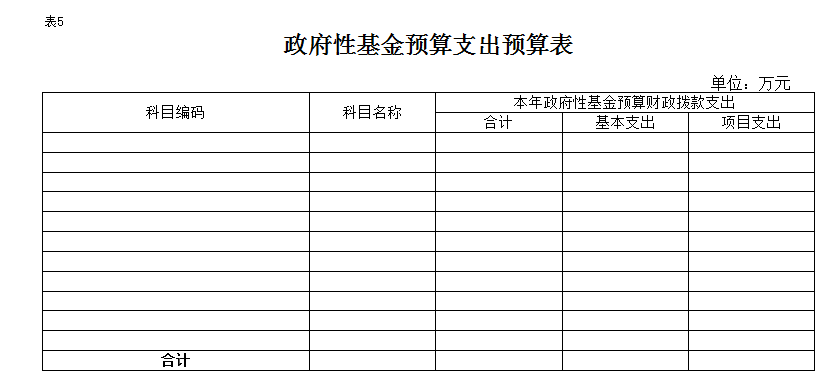 表5
政府性基金预算支出预算表
单位：万元
科目编码
科目名称
本年政府性基金预算财政拨款支出
合计
基本支出
项目支出
合计